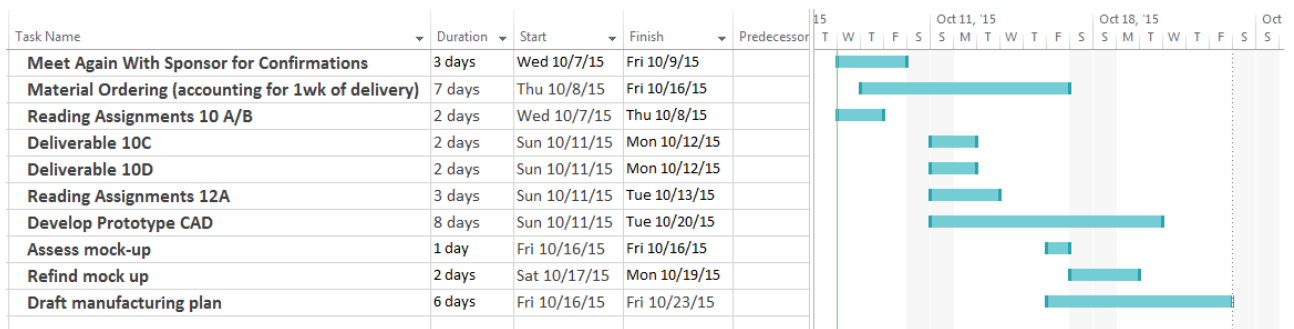 15 Oct 11, '15 Oct 18, '15 Oct
Task Name Duration Start Finish Predecessor T W T F S S M T W T F S S M T W T F S S
Meet Again With Sponsor for Confirmations 3 days Wed 10/7/15 Fri 10/9/15
Material Ordering (accounting for 1wk of delivery) 7 days Thu 10/8/15 Fri 10/16/15
Reading Assignments 10 A/B 2 days Wed 10/7/15 Thu 10/8/15
Deliverable 10C 2 days Sun 10/11/15 Mon 10/12/15
Deliverable 10D 2 days Sun 10/11/15 Mon 10/12/15
Reading Assignments 12A 3 days Sun 10/11/15 Tue 10/13/15
Develop Prototype CAD 8 days Sun 10/11/15 Tue 10/20/15
Assess mock-up 1 day Fri 10/16/15 Fri 10/16/15
Refind mock up 2 days Sat 10/17/15 Mon 10/19/15
Draft manufacturing plan 6 days Fri 10/16/15 Fri 10/23/15